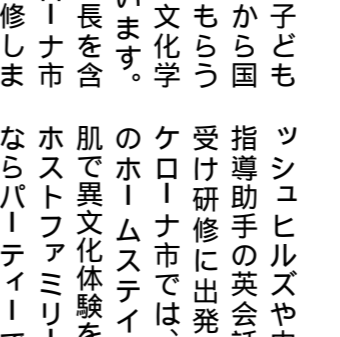 子ども
から国
もらう
文化学
います。
長を含
ーナ市
修しま
ッシュヒルズや
指導助手の英会話
受け研修に出発
ケローナ市では、
のホームステイ
肌で異文化体験を
ホストファミリー
ならパーティーで